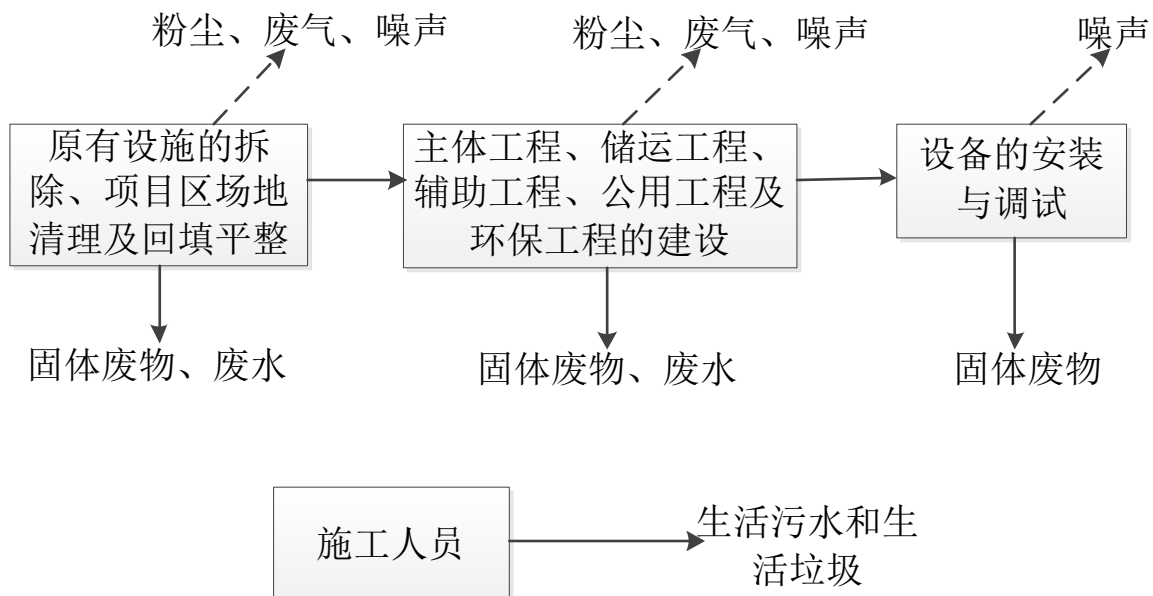 粉尘、废气、噪声
粉尘、废气、噪声
噪声
原有设施的拆
除、项目区场地
清理及回填平整
主体工程、储运工程、
辅助工程、公用工程及
环保工程的建设
设备的安装
与调试
固体废物、废水
固体废物、废水
固体废物
施工人员
生活污水和生
活垃圾